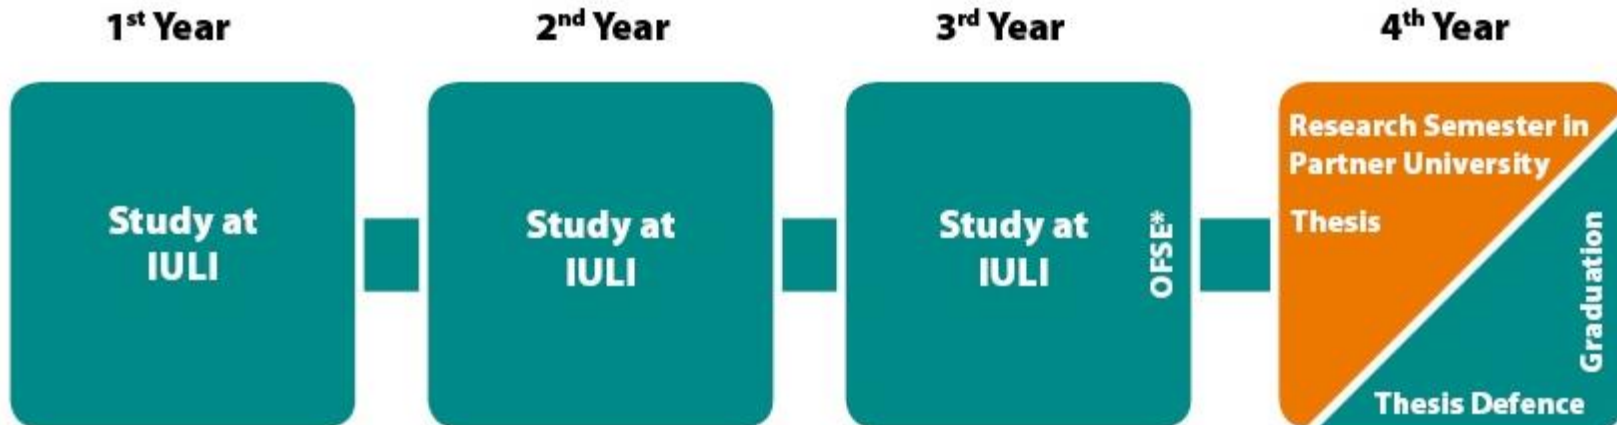 1st Year
2nd Year
3rd Year
4th Year
Study at
IULI
Study at
IULI
Study at
IULI
OFSE*
Research Semester in
Partner University
Thesis
Graduation
Thesis Defence